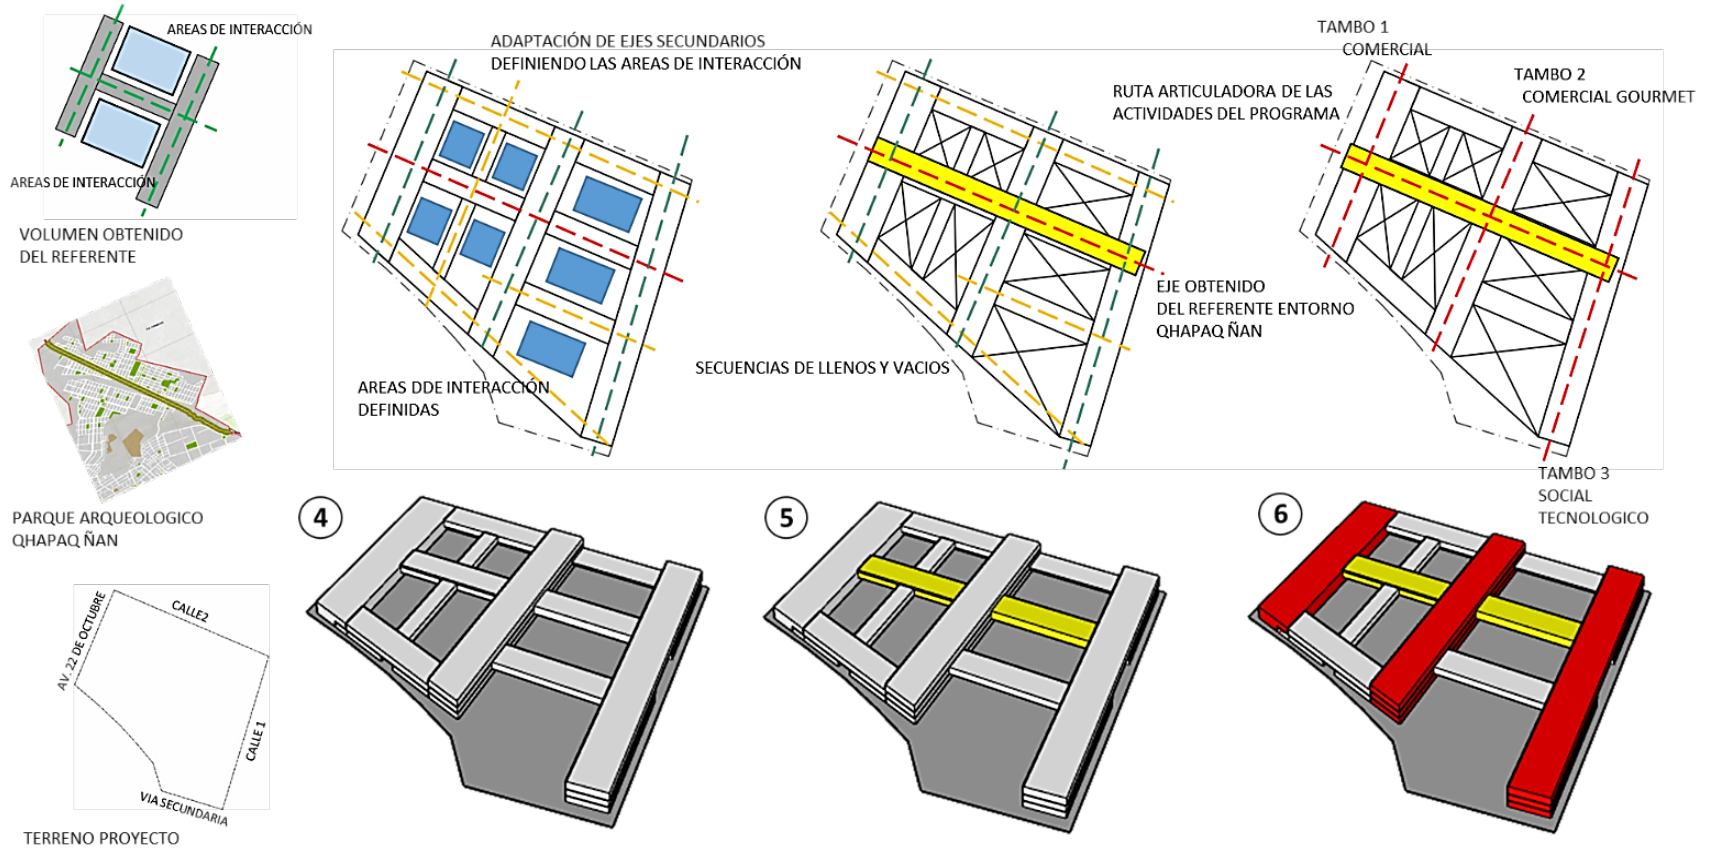 AREAS DE INTERACCIÓN
AREAS DE INTERACCIÓN
VOLUMEN OBTENIDO
DEL REFERENTE
PARQUE ARQUEOLOGICO
QHAPAQ ÑAN
AV. 22 DE OCTUBRE
CALLE2
CALLE 1
VIA SECUNDARIA
TERRENO PROYECTO
ADAPTACIÓN DE EJES SECUNDARIOS
DEFINIENDO LAS AREAS DE INTERACCIÓN
AREAS DDE INTERACCIÓN
DEFINIDAS
SECUENCIAS DE LLENOS Y VACIOS
RUTA ARTICULADORA DE LAS
ACTIVIDADES DEL PROGRAMA
EJE OBTENIDO
DEL REFERENTE ENTORNO
QHAPAQ ÑAN
TAMBO 1
COMERCIAL
TAMBO 2
COMERCIAL GOURMET
TAMBO 3
SOCIAL
TECNOLOGICO
4
5
6